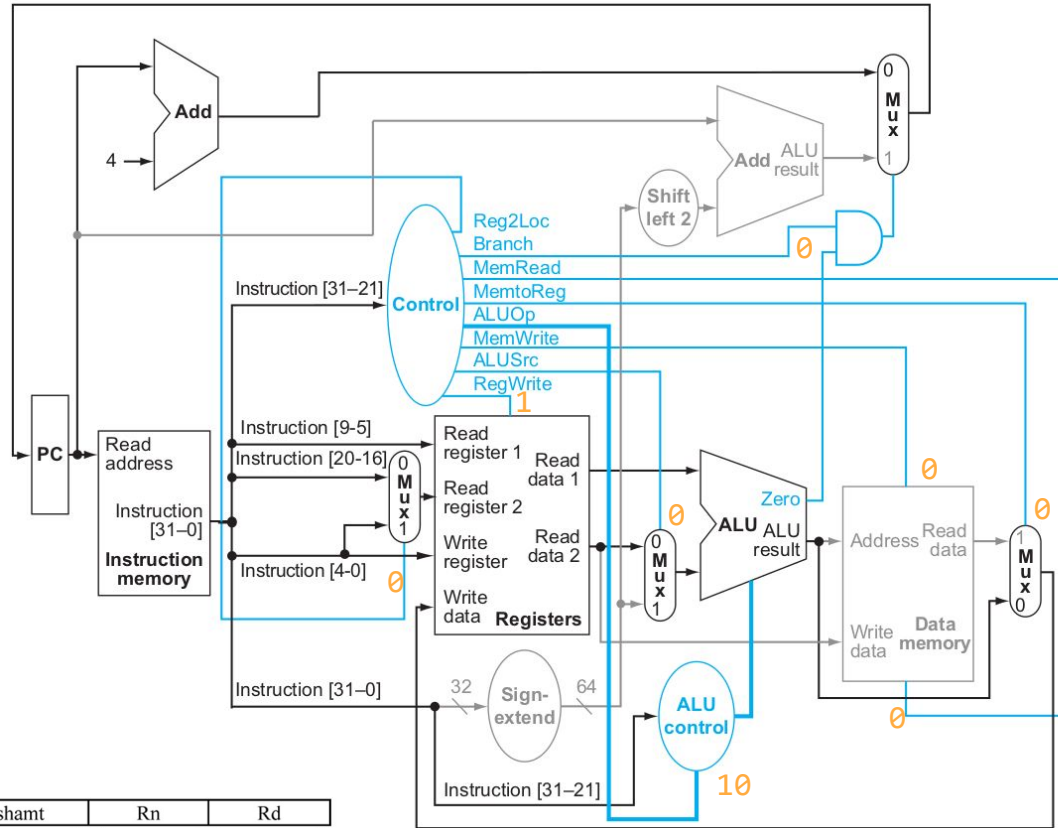 Add
4
0
Mux
1
Add ALU result
Shift left 2
Reg2Loc
Branch
0
MemRead
MemtoReg
ALUOp
MemWrite
ALUSrc
RegWrite
1
Instruction [31–21]
Control
PC
Read address
Instruction [31–0]
Instruction memory
Instruction [9-5]
Instruction [20-16]
Instruction [4-0]
0
Mux
1
0
Read register 1
Read register 2
Write register
Write data
Read data 1
Read data 2
Registers
0
0
Mux
1
Zero
ALU
ALU result
0
Address
Read data
Write data
Data memory
0
0
1
Mux
0
Instruction [31–0]
32
Sign-extend
64
ALU control
10
Instruction [31–21]
shamt Rn Rd